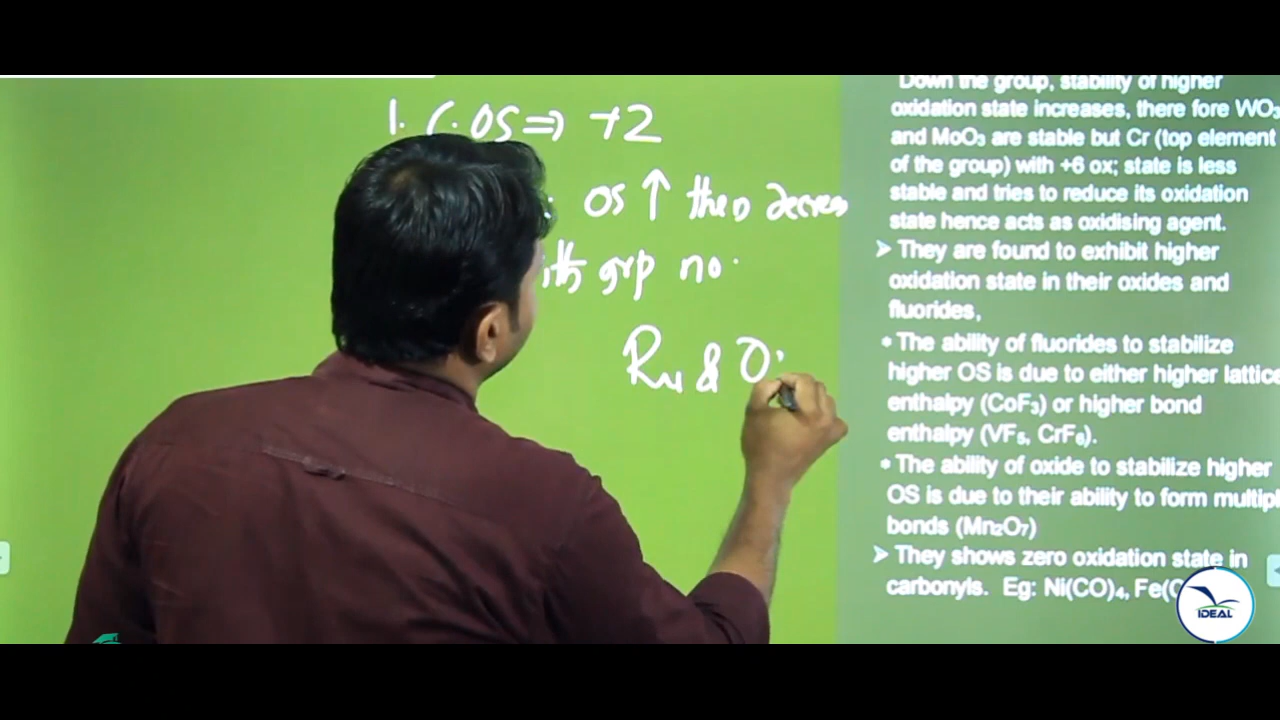 1. C.OS ⇒ +2
OS ↑ then decreas
ith grp no.
Ru & O
Down the group, stability of higher
oxidation state increases, there fore WO₃
and MoO₃ are stable but Cr (top element
of the group) with +6 ox; state is less
stable and tries to reduce its oxidation
state hence acts as oxidising agent.
➤ They are found to exhibit higher
oxidation state in their oxides and
fluorides,
* The ability of fluorides to stabilize
higher OS is due to either higher lattice
enthalpy (CoF₃) or higher bond
enthalpy (VF₅, CrF₆).
* The ability of oxide to stabilize higher
OS is due to their ability to form multipl
bonds (Mn₂O₇)
➤ They shows zero oxidation state in
carbonyls. Eg: Ni(CO)₄, Fe(C
IDEAL